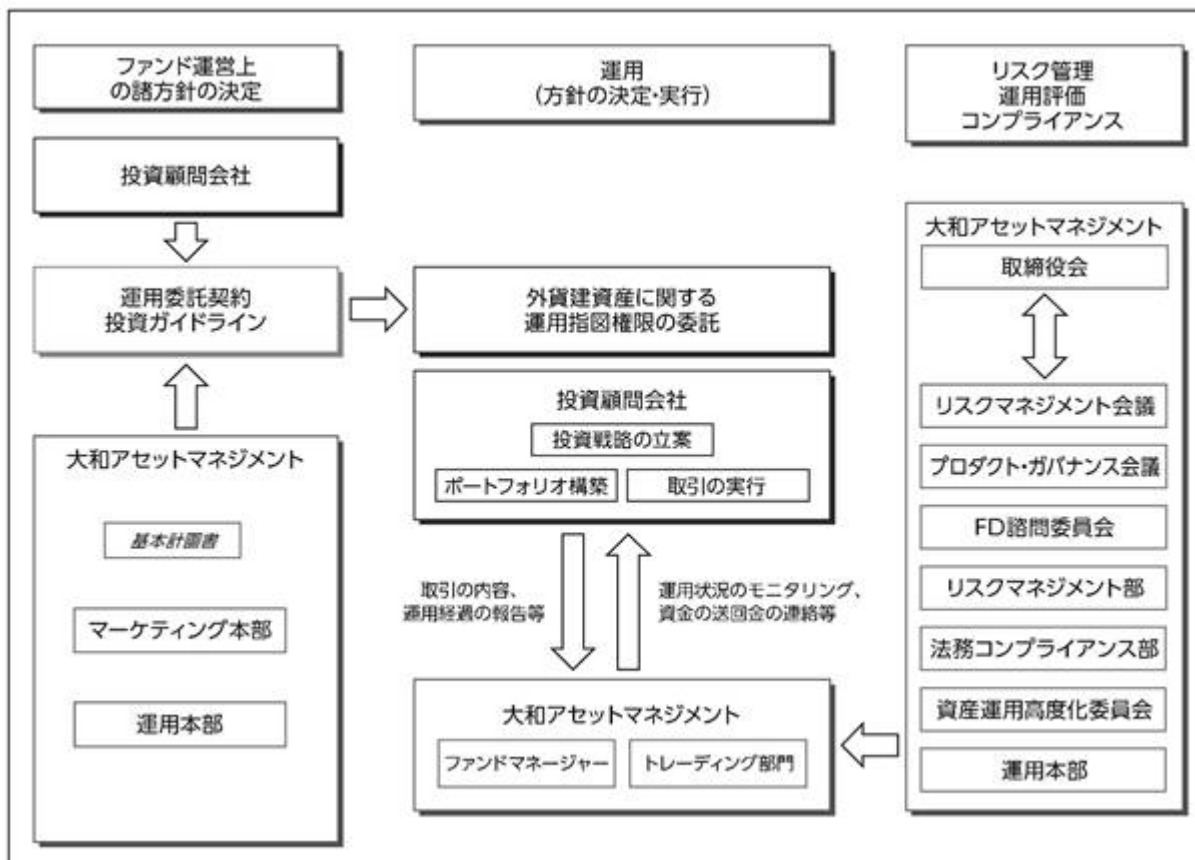 ファンド運営上
の諸方針の決定
投資顧問会社
運用委託契約
投資ガイドライン
大和アセットマネジメント
基本計画書
マーケティング本部
運用本部
運用
(方針の決定・実行)
外貨建資産に関する
運用指図権限の委託
投資顧問会社
投資戦略の立案
ポートフォリオ構築
取引の実行
取引の内容、
運用経過の報告等
運用状況のモニタリング、
資金の送回金の連絡等
大和アセットマネジメント
ファンドマネージャー
トレーディング部門
リスク管理
運用評価
コンプライアンス
大和アセットマネジメント
取締役会
リスクマネジメント会議
プロダクト・ガバナンス会議
FD諮問委員会
リスクマネジメント部
法務コンプライアンス部
資産運用高度化委員会
運用本部